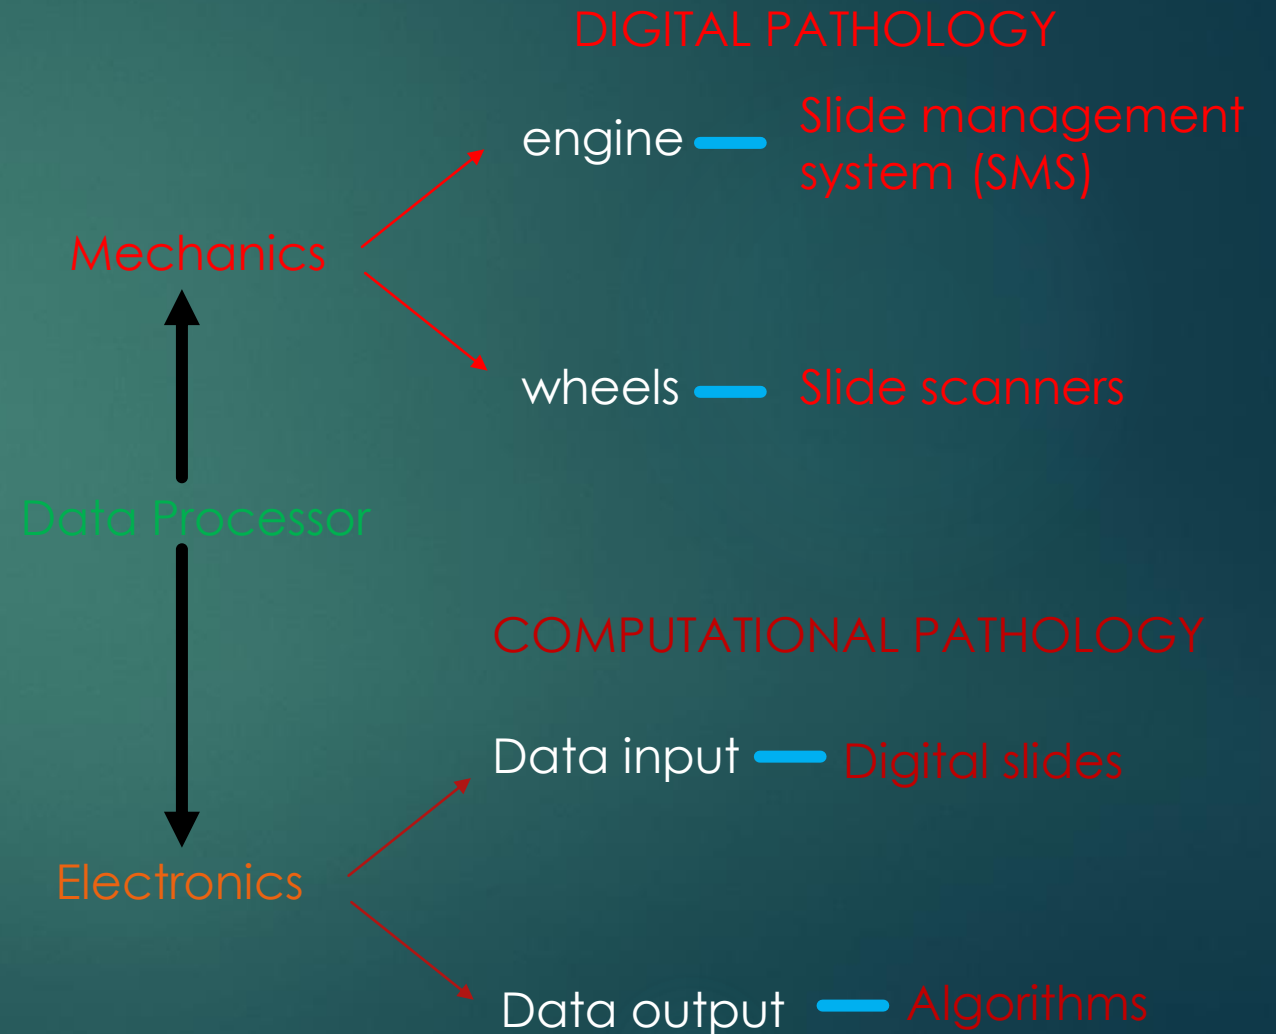 DIGITAL PATHOLOGY
engine
Slide management
system (SMS)
Mechanics
wheels
Slide scanners
Data Processor
COMPUTATIONAL PATHOLOGY
Data input
Digital slides
Electronics
Data output
Algorithms